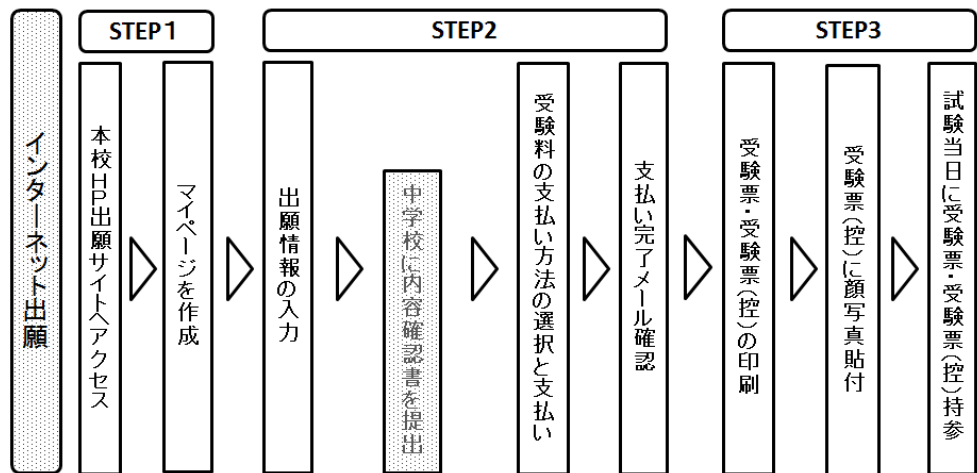 インターネット出願
STEP1
本校HP出願サイトへアクセス
マイページを作成
STEP2
出願情報の入力
中学校に内容確認書を提出
受験料の支払い方法の選択と支払い
支払い完了メール確認
STEP3
受験票・受験票(控)の印刷
受験票(控)に顔写真貼付
試験当日に受験票・受験票(控)持参